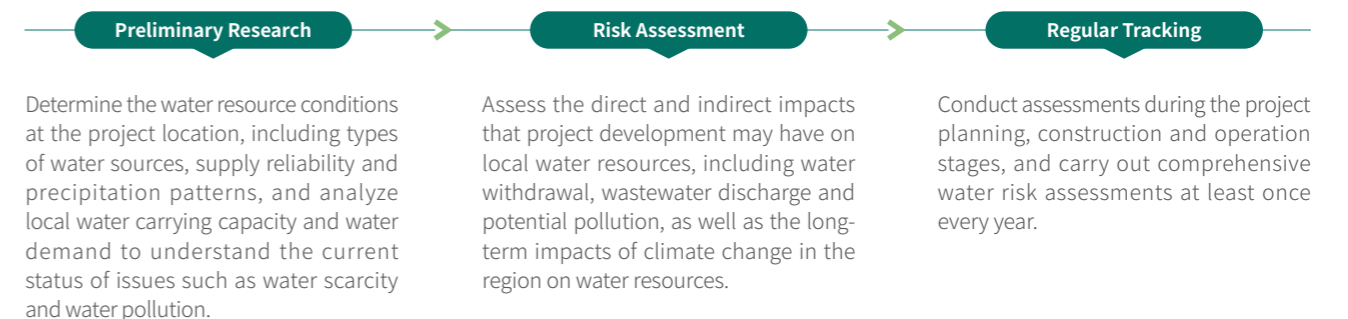 Preliminary Research
Determine the water resource conditions
at the project location, including types
of water sources, supply reliability and
precipitation patterns, and analyze
local water carrying capacity and water
demand to understand the current
status of issues such as water scarcity
and water pollution.
Risk Assessment
Assess the direct and indirect impacts
that project development may have on
local water resources, including water
withdrawal, wastewater discharge and
potential pollution, as well as the long-
term impacts of climate change in the
region on water resources.
Regular Tracking
Conduct assessments during the project
planning, construction and operation
stages, and carry out comprehensive
water risk assessments at least once
every year.